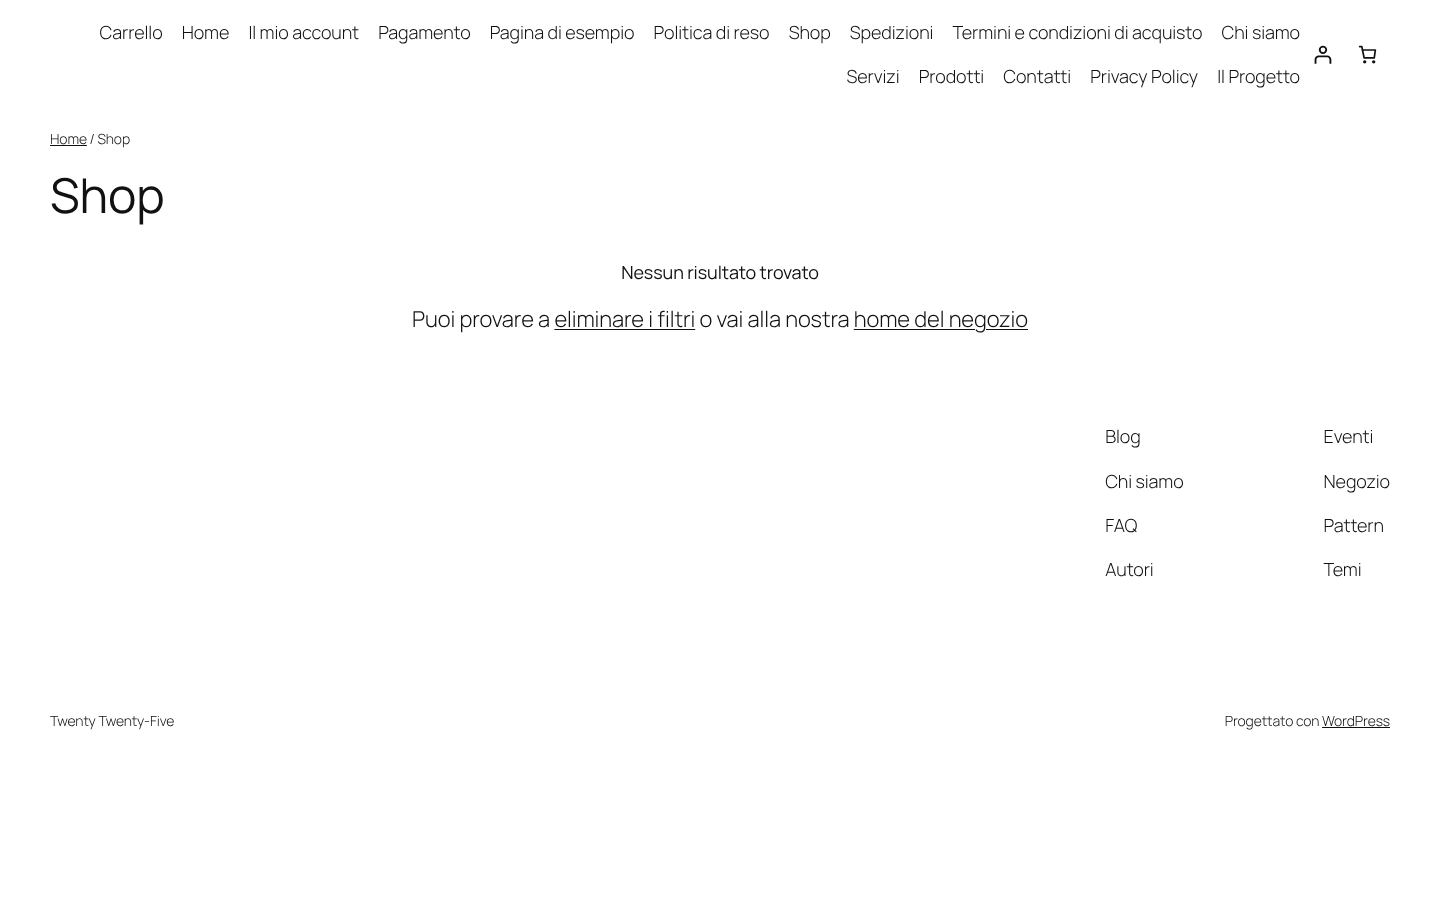 Carrello Home Il mio account Pagamento Pagina di esempio Politica di reso Shop Spedizioni Termini e condizioni di acquisto Chi siamo
Servizi Prodotti Contatti Privacy Policy Il Progetto
Home / Shop
Shop
Nessun risultato trovato
Puoi provare a eliminare i filtri o vai alla nostra home del negozio
Blog Eventi
Chi siamo Negozio
FAQ Pattern
Autori Temi
Twenty Twenty-Five Progettato con WordPress